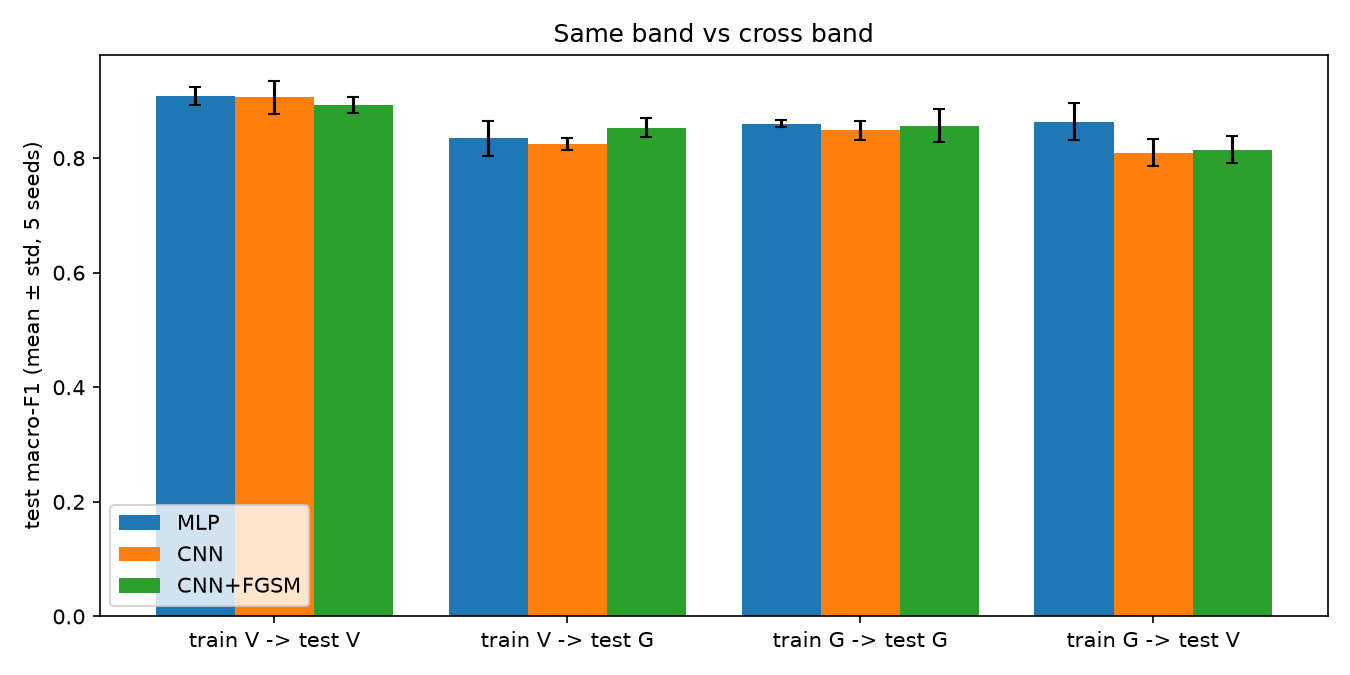 Same band vs cross band
test macro-F1 (mean ± std, 5 seeds)
0.8
0.6
0.4
0.2
0.0
MLP
CNN
CNN+FGSM
train V -> test V
train V -> test G
train G -> test G
train G -> test V